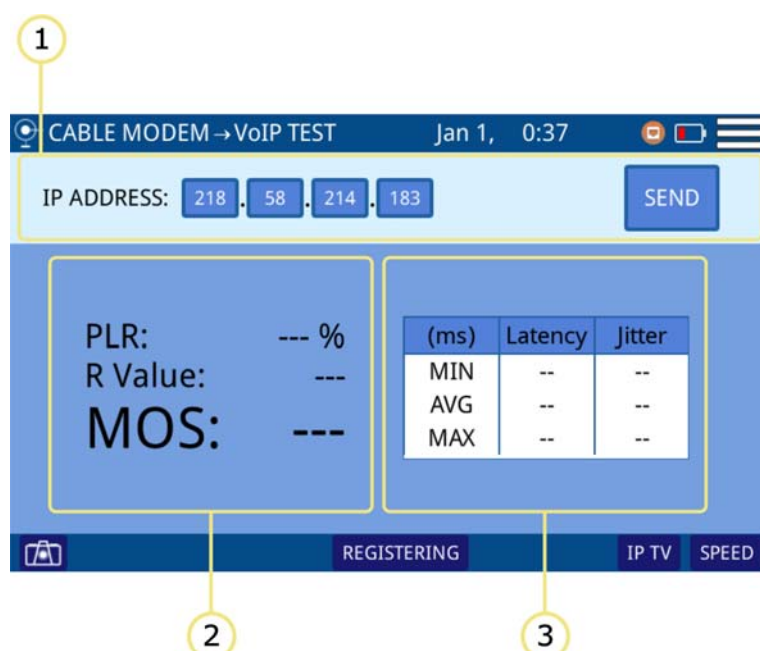 1
CABLE MODEM→VoIP TEST Jan 1, 0:37
IP ADDRESS: 218 . 58 . 214 . 183 SEND
PLR: --- %
R Value: ---
MOS: ---
(ms) Latency Jitter
MIN -- --
AVG -- --
MAX -- --
REGISTERING IP TV SPEED
2 3